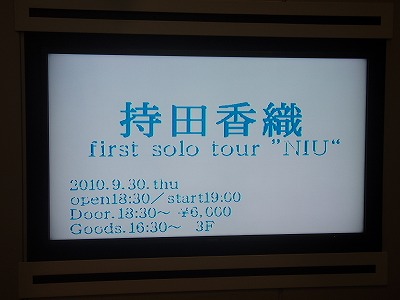 持田香織
first solo tour ”NIU“
2010.9.30.thu
open18:30／start19:00
Door.18:30～ ¥6,000
Goods.16:30～ 3F